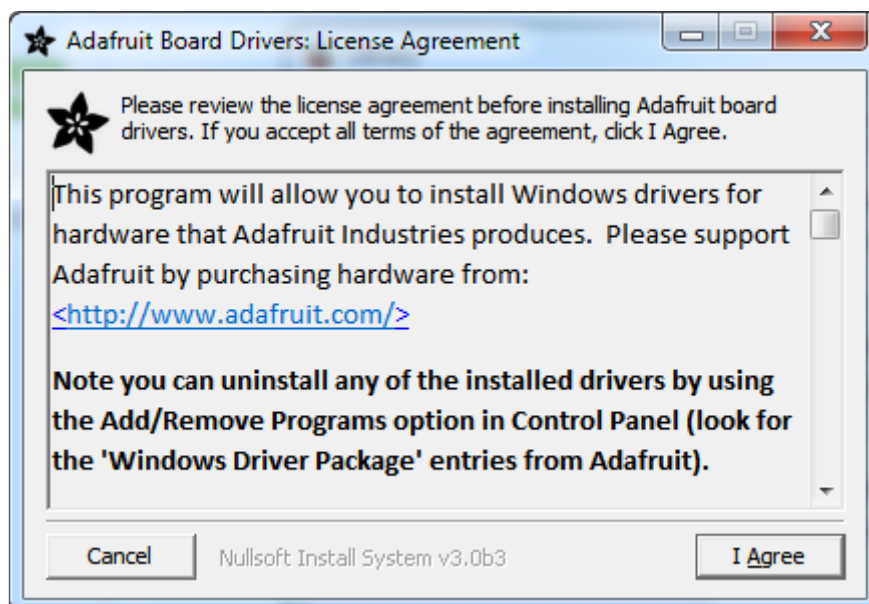 Adafruit Board Drivers: License Agreement
Please review the license agreement before installing Adafruit board
drivers. If you accept all terms of the agreement, click I Agree.
This program will allow you to install Windows drivers for
hardware that Adafruit Industries produces.  Please support
Adafruit by purchasing hardware from:
<http://www.adafruit.com/>
Note you can uninstall any of the installed drivers by using
the Add/Remove Programs option in Control Panel (look for
the 'Windows Driver Package' entries from Adafruit).
Cancel Nullsoft Install System v3.0b3 I Agree